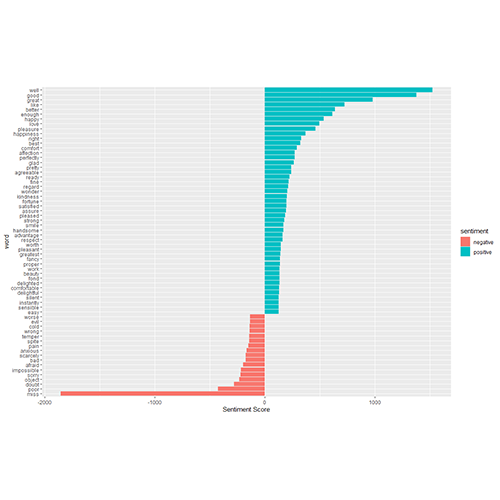 well
good
great
like
better
enough
happy
love
pleasure
happiness
right
best
comfort
affection
perfectly
glad
pretty
agreeable
ready
fine
regard
wonder
kindness
fortune
satisfied
assure
pleased
strong
smile
handsome
advantage
respect
worth
pleasant
greatest
fancy
proper
work
beauty
fond
delighted
comfortable
delightful
silent
instantly
sensible
easy
worse
evil
cold
wrong
temper
spite
pain
anxious
scarcely
bad
afraid
impossible
sorry
object
doubt
poor
miss
word
-2000 -1000 0 1000
Sentiment Score
sentiment
negative
positive